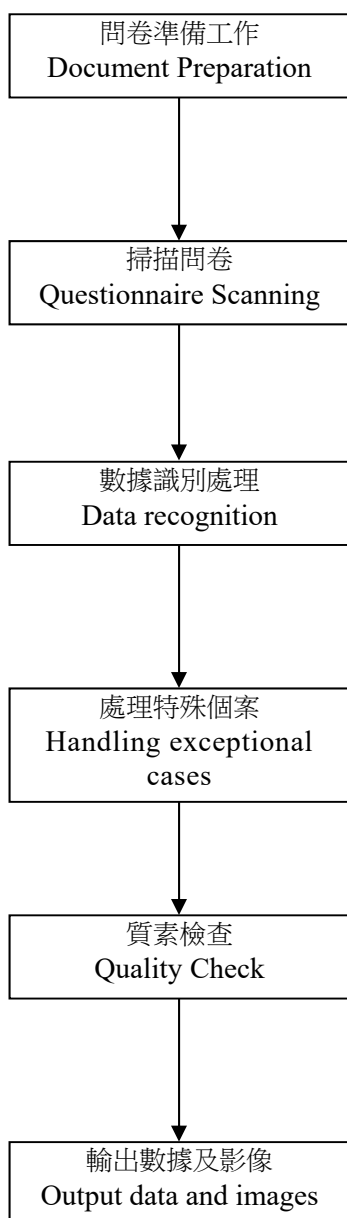 問卷準備工作
Document Preparation
掃描問卷
Questionnaire Scanning
數據識別處理
Data recognition
處理特殊個案
Handling exceptional
cases
質素檢查
Quality Check
輸出數據及影像
Output data and images